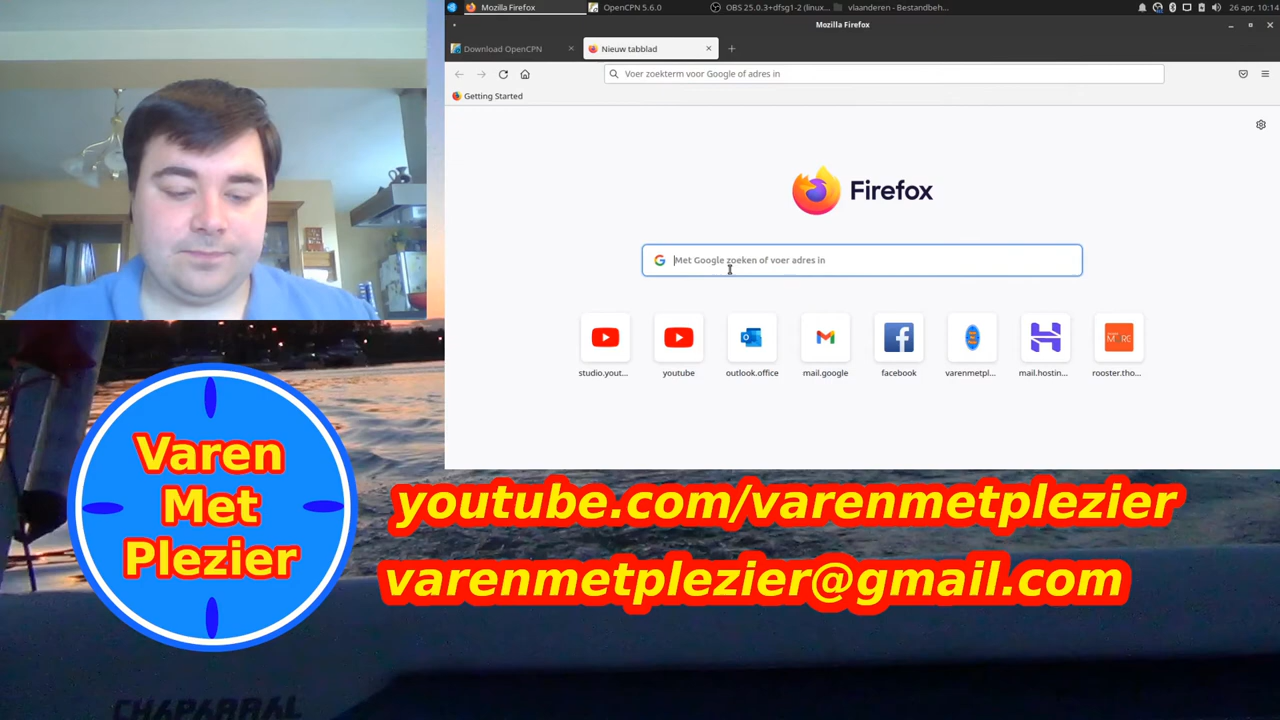 Mozilla Firefox
OpenCPN 5.6.0
OBS 25.0.3+dfsg1-2 (linux...
vlaanderen - Bestandbeh...
26 apr, 10:14
Mozilla Firefox
Download OpenCPN
Nieuw tabblad
Voer zoekterm voor Google of adres in
Getting Started
Firefox
Met Google zoeken of voer adres in
studio.yout...
youtube
outlook.office
mail.google
facebook
varenmetpl...
mail.hostin...
rooster.tho...
Varen
Met
Plezier
youtube.com/varenmetplezier
varenmetplezier@gmail.com
CHAPARRAL